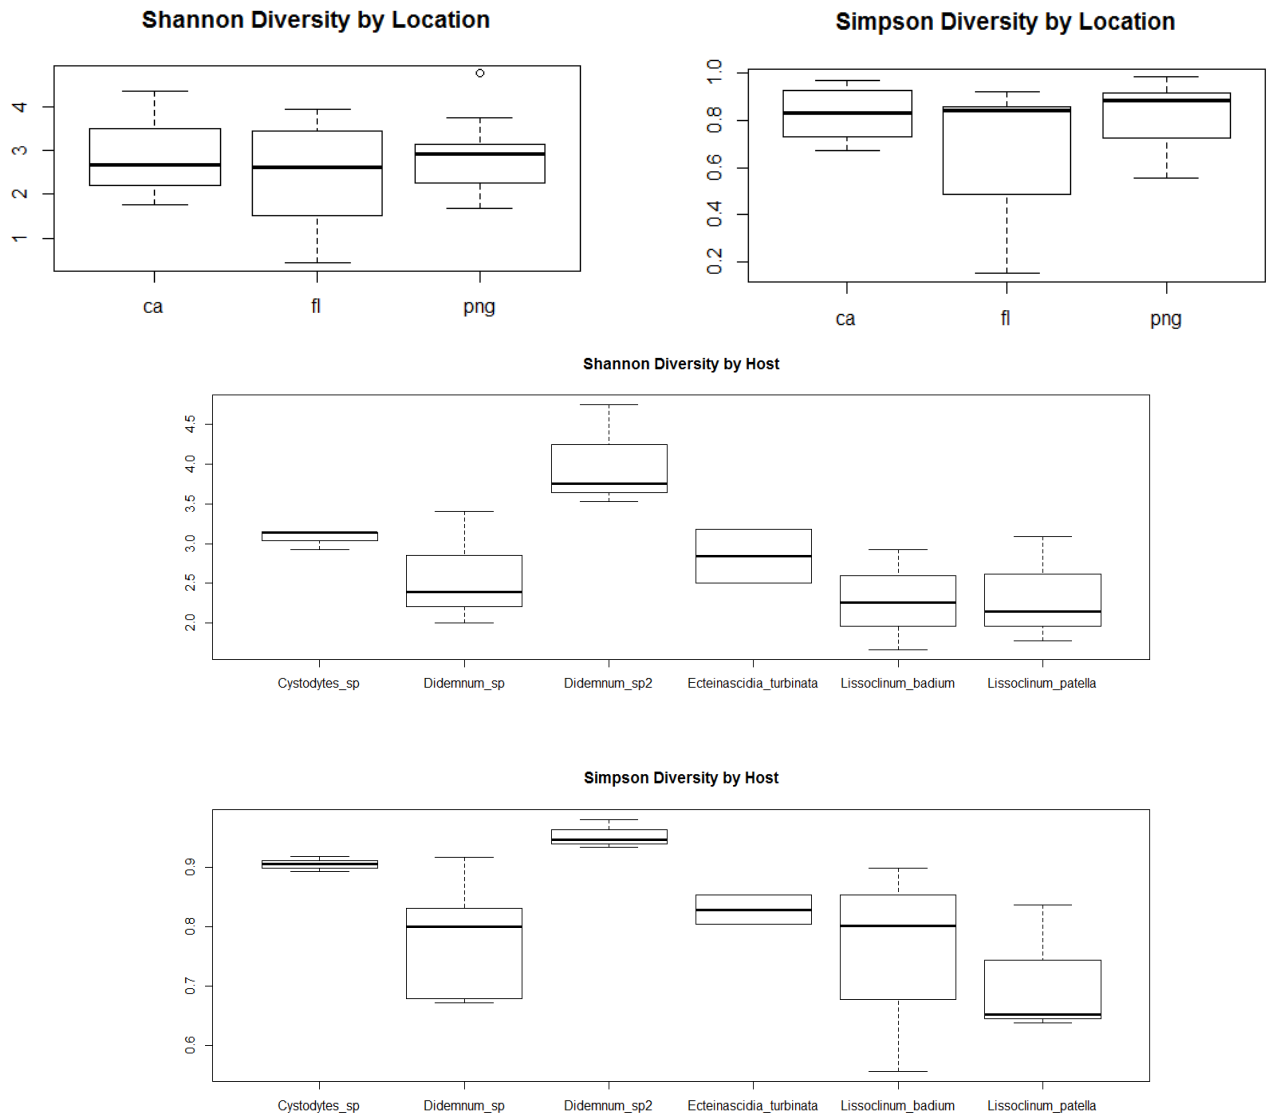 Shannon Diversity by Location
4
3
2
1
ca fl png
Simpson Diversity by Location
1.0
0.8
0.6
0.4
0.2
ca fl png
Shannon Diversity by Host
4.5
4.0
3.5
3.0
2.5
2.0
Cystodytes_sp Didemnum_sp Didemnum_sp2 Ecteinascidia_turbinata Lissoclinum_badium Lissoclinum_patella
Simpson Diversity by Host
0.9
0.8
0.7
0.6
Cystodytes_sp Didemnum_sp Didemnum_sp2 Ecteinascidia_turbinata Lissoclinum_badium Lissoclinum_patella